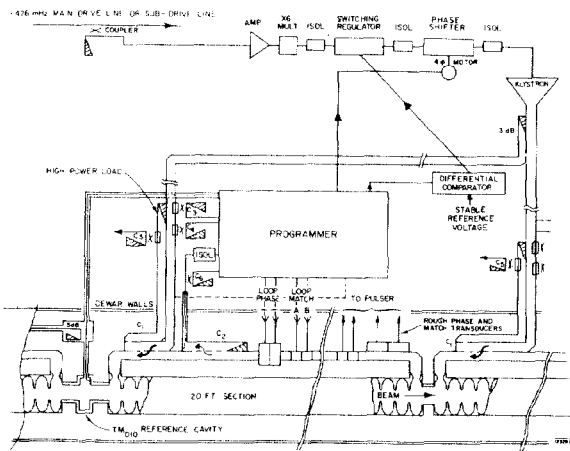 476 mHz MAIN DRIVE LINE OR SUB-DRIVE LINE
COUPLER
AMP
X6
MULT
ISOL
SWITCHING
REGULATOR
ISOL
PHASE
SHIFTER
ISOL
4φ MOTOR
KLYSTRON
3 dB
HIGH POWER LOAD
DIFFERENTIAL
COMPARATOR
STABLE
REFERENCE
VOLTAGE
PROGRAMMER
C3
ISOL
C5
DEWAR WALLS
LOOP
PHASE
LOOP
MATCH
A B
TO PULSER
ROUGH PHASE AND
MATCH TRANSDUCERS
C1
C2
20 FT SECTION
BEAM
TM010 REFERENCE CAVITY